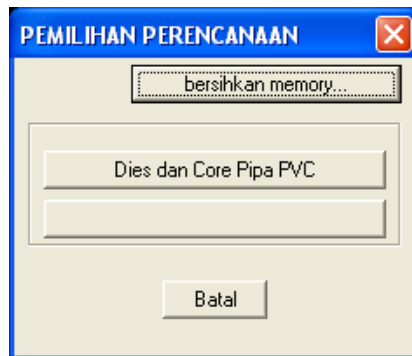 PEMILIHAN PERENCANAAN
bersihkan memory...
Dies dan Core Pipa PVC
Batal